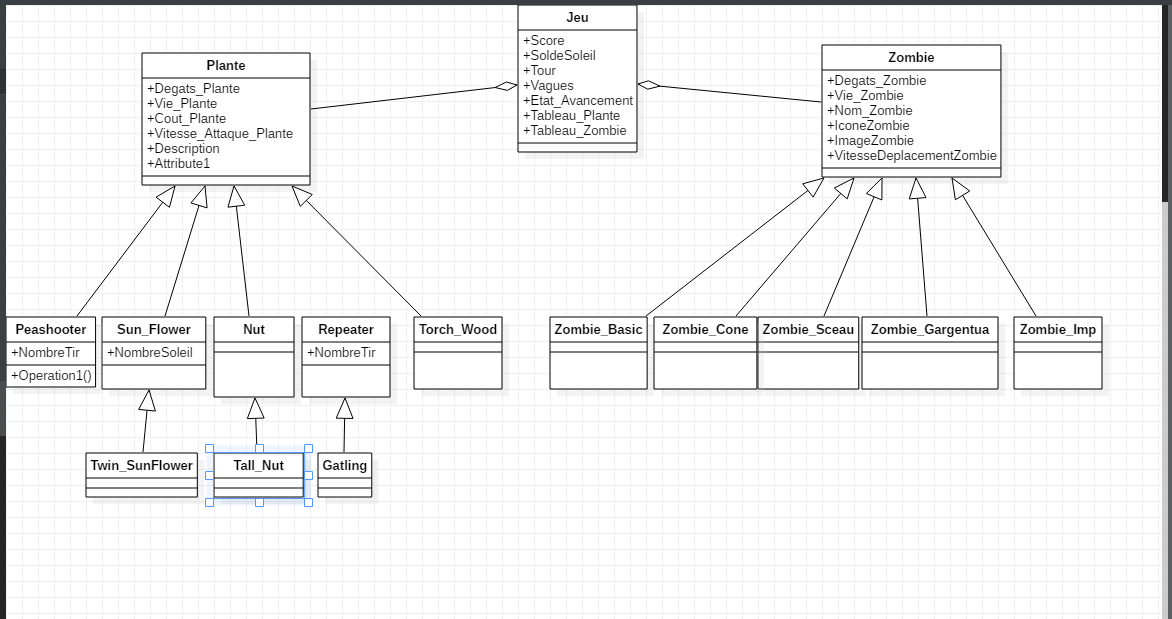 Jeu
+Score
+SoldeSoleil
+Tour
+Vagues
+Etat_Avancement
+Tableau_Plante
+Tableau_Zombie
Plante
+Degats_Plante
+Vie_Plante
+Cout_Plante
+Vitesse_Attaque_Plante
+Description
+Attribute1
Zombie
+Degats_Zombie
+Vie_Zombie
+Nom_Zombie
+IconeZombie
+ImageZombie
+VitesseDeplacementZombie
Peashooter
+NombreTir
+Operation1()
Sun_Flower
+NombreSoleil
Nut
Repeater
+NombreTir
Torch_Wood
Zombie_Basic
Zombie_Cone
Zombie_Sceau
Zombie_Gargentua
Zombie_Imp
Twin_SunFlower
Tall_Nut
Gatling